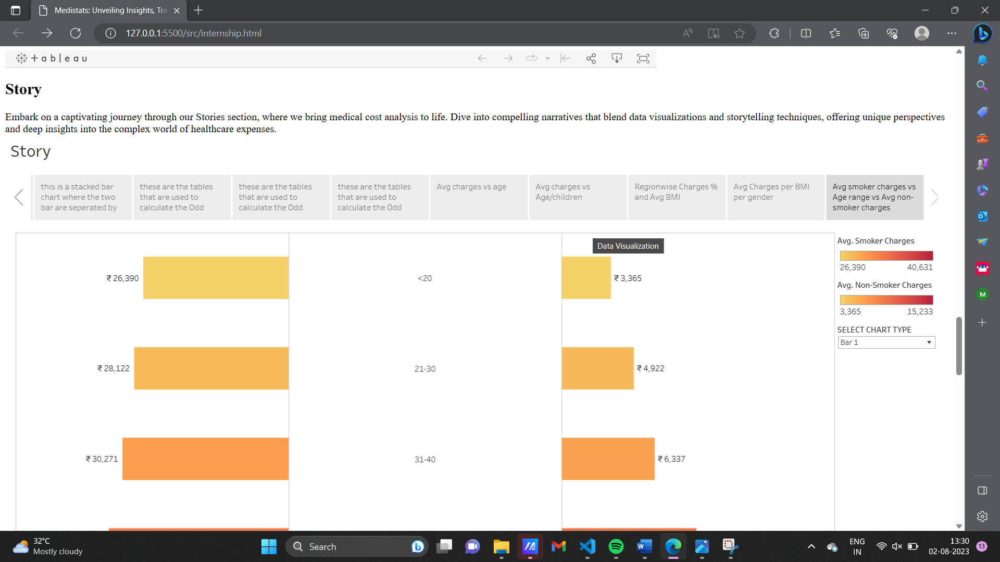 Medistats: Unveiling Insights, Tra
127.0.0.1:5500/src/internship.html
+ a b l e a u
Story
Embark on a captivating journey through our Stories section, where we bring medical cost analysis to life. Dive into compelling narratives that blend data visualizations and storytelling techniques, offering unique perspectives
and deep insights into the complex world of healthcare expenses.
Story
this is a stacked bar
chart where the two
bar are seperated by
these are the tables
that are used to
calculate the Odd
these are the tables
that are used to
calculate the Odd
these are the tables
that are used to
calculate the Odd
Avg charges vs age
Avg charges vs
Age/children
Regionwise Charges %
and Avg BMI
Avg Charges per BMI
per gender
Avg smoker charges vs
Age range vs Avg non-
smoker charges
Data Visualization
₹ 26,390
<20
₹ 3,365
₹ 28,122
21-30
₹ 4,922
₹ 30,271
31-40
₹ 6,337
Avg. Smoker Charges
26,390 40,631
Avg. Non-Smoker Charges
3,365 15,233
SELECT CHART TYPE
Bar 1
M
32°C
Mostly cloudy
Search
ENG
IN
13:30
02-08-2023
13